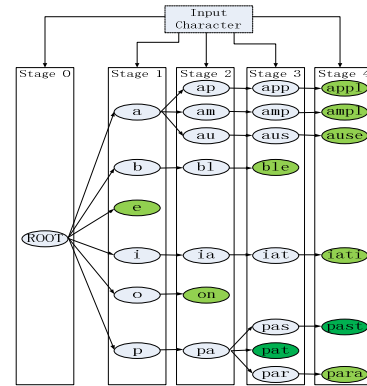 Input
Character
Stage 0 Stage 1 Stage 2 Stage 3 Stage 4
ap app appl
a am amp ampl
au aus ause
b bl ble
e
ROOT
i ia iat iati
o on
pas past
p pa pat
par para